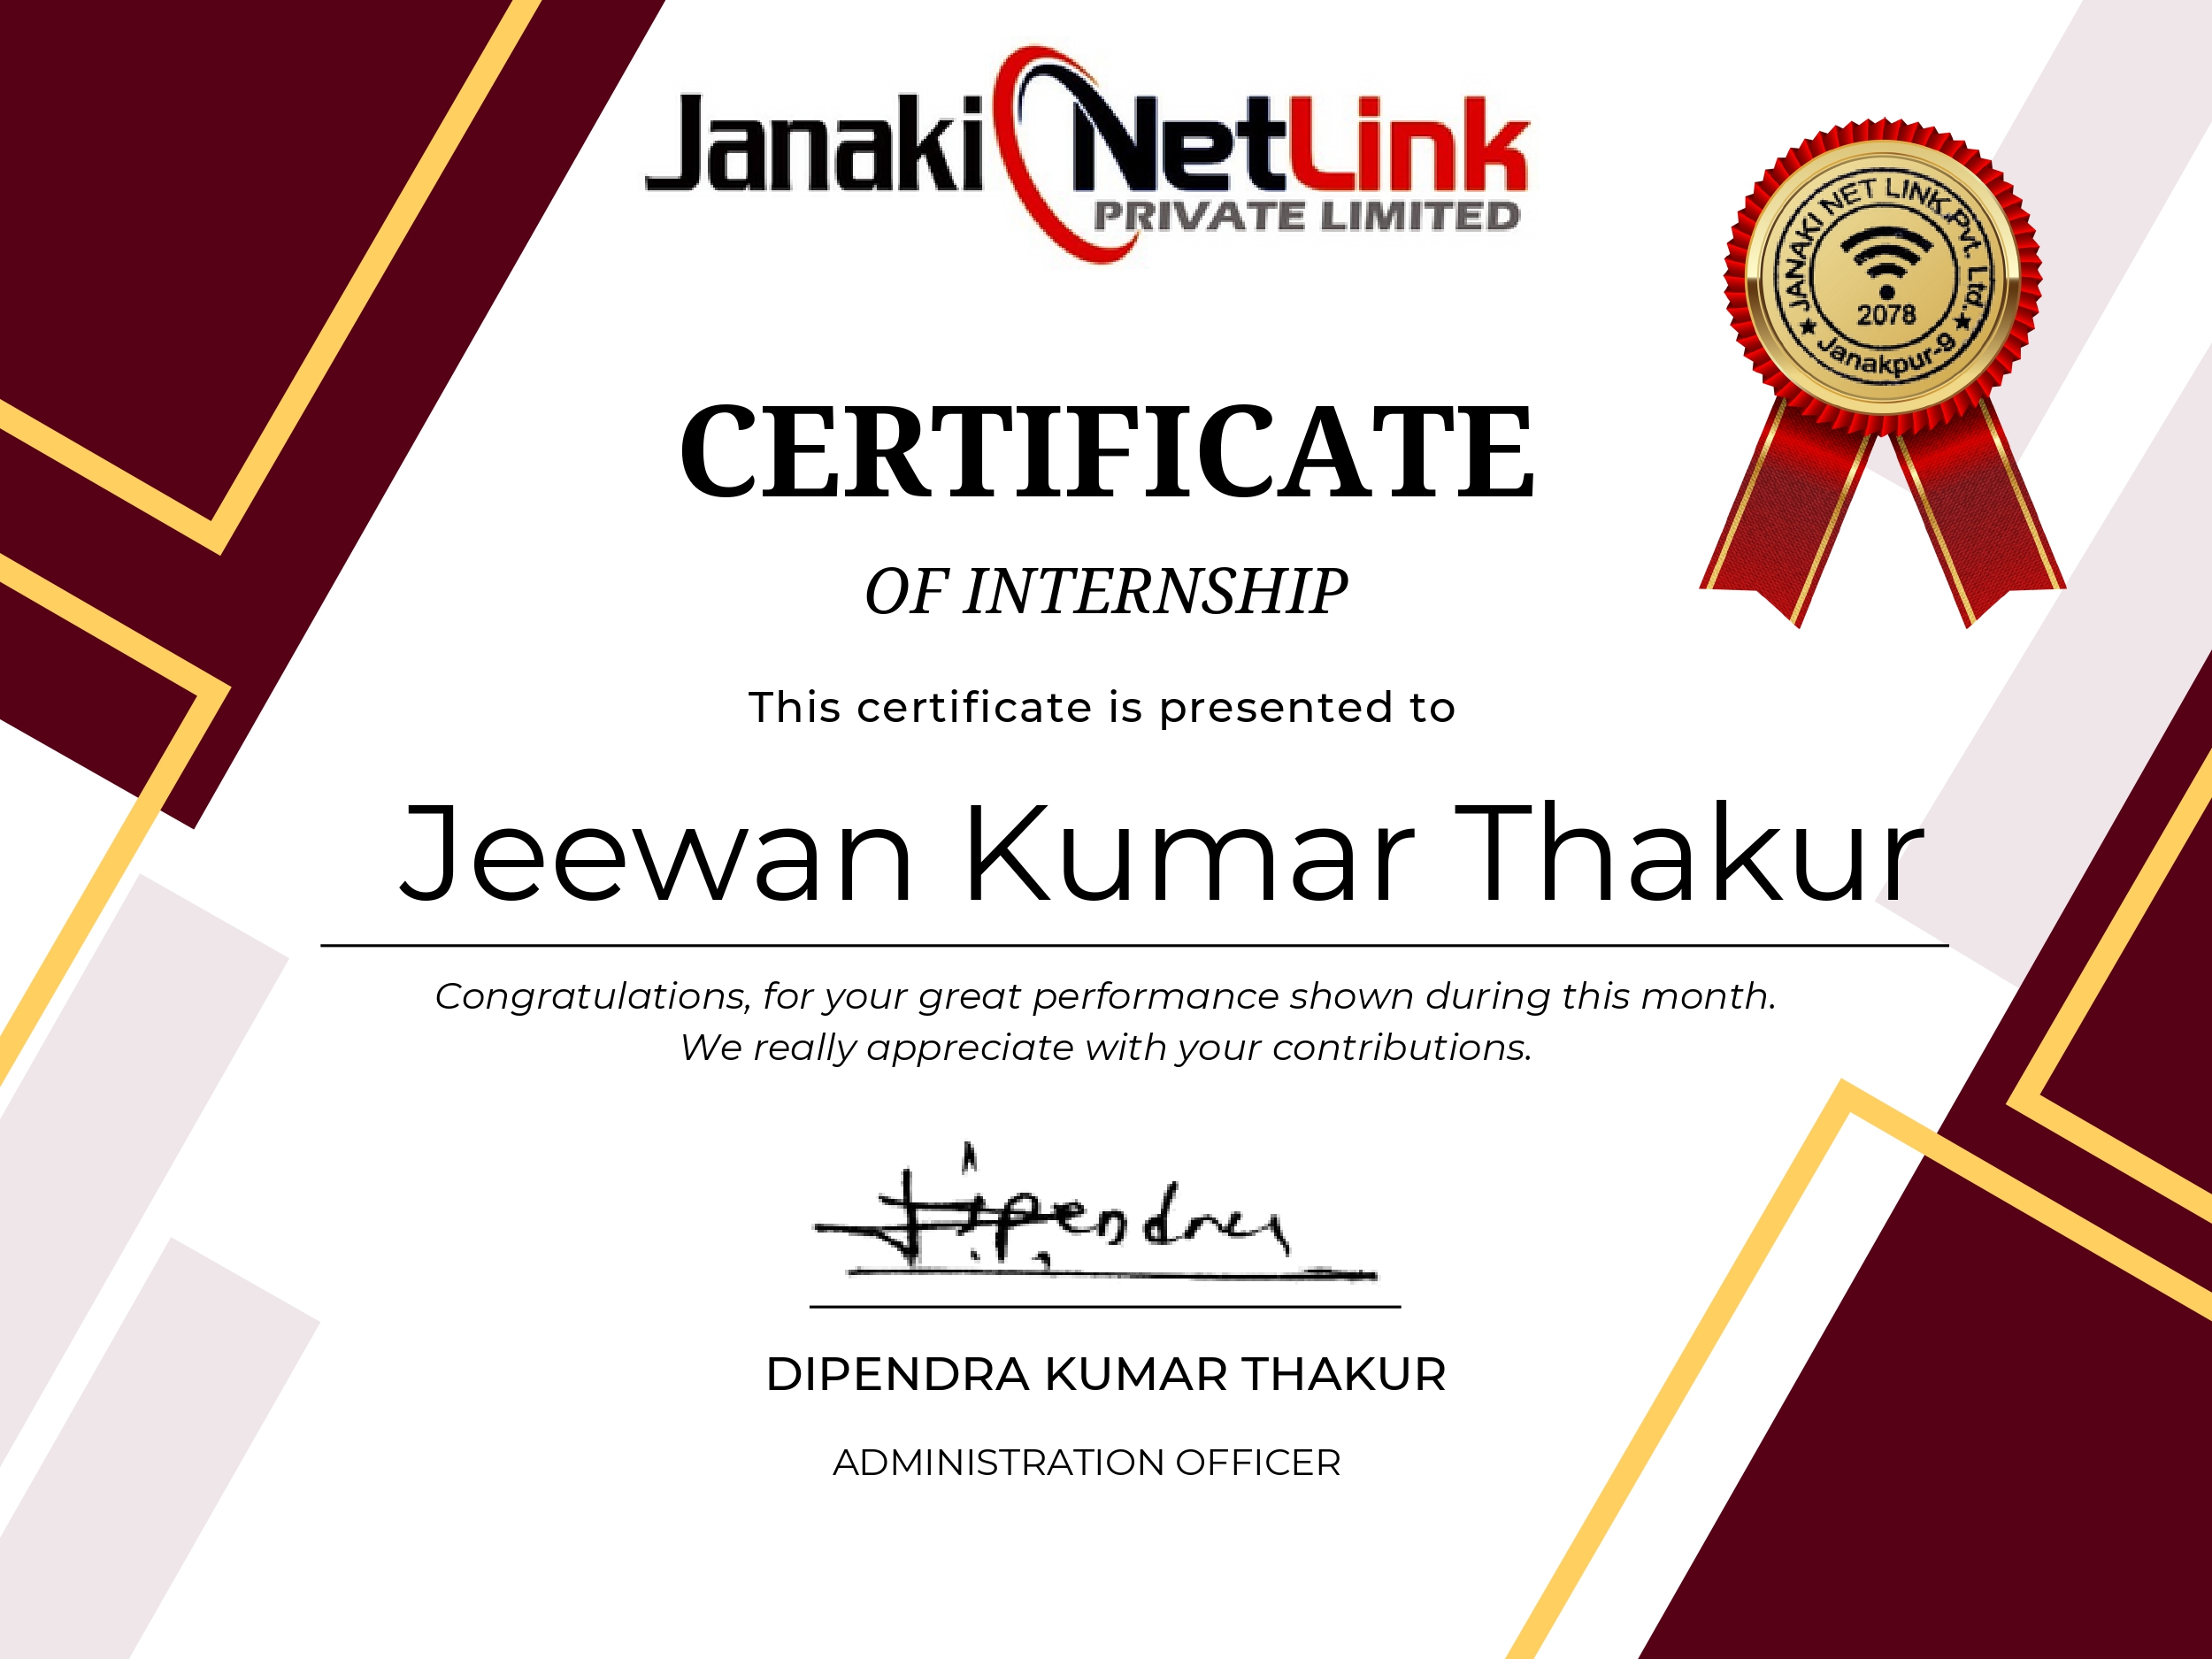 Janaki NetLink
PRIVATE LIMITED
JANAKI NET LINK Pvt. Ltd.
2078
★ Janakpur-9 ★
CERTIFICATE
OF INTERNSHIP
This certificate is presented to
Jeewan Kumar Thakur
Congratulations, for your great performance shown during this month.
We really appreciate with your contributions.
Dipendra
DIPENDRA KUMAR THAKUR
ADMINISTRATION OFFICER